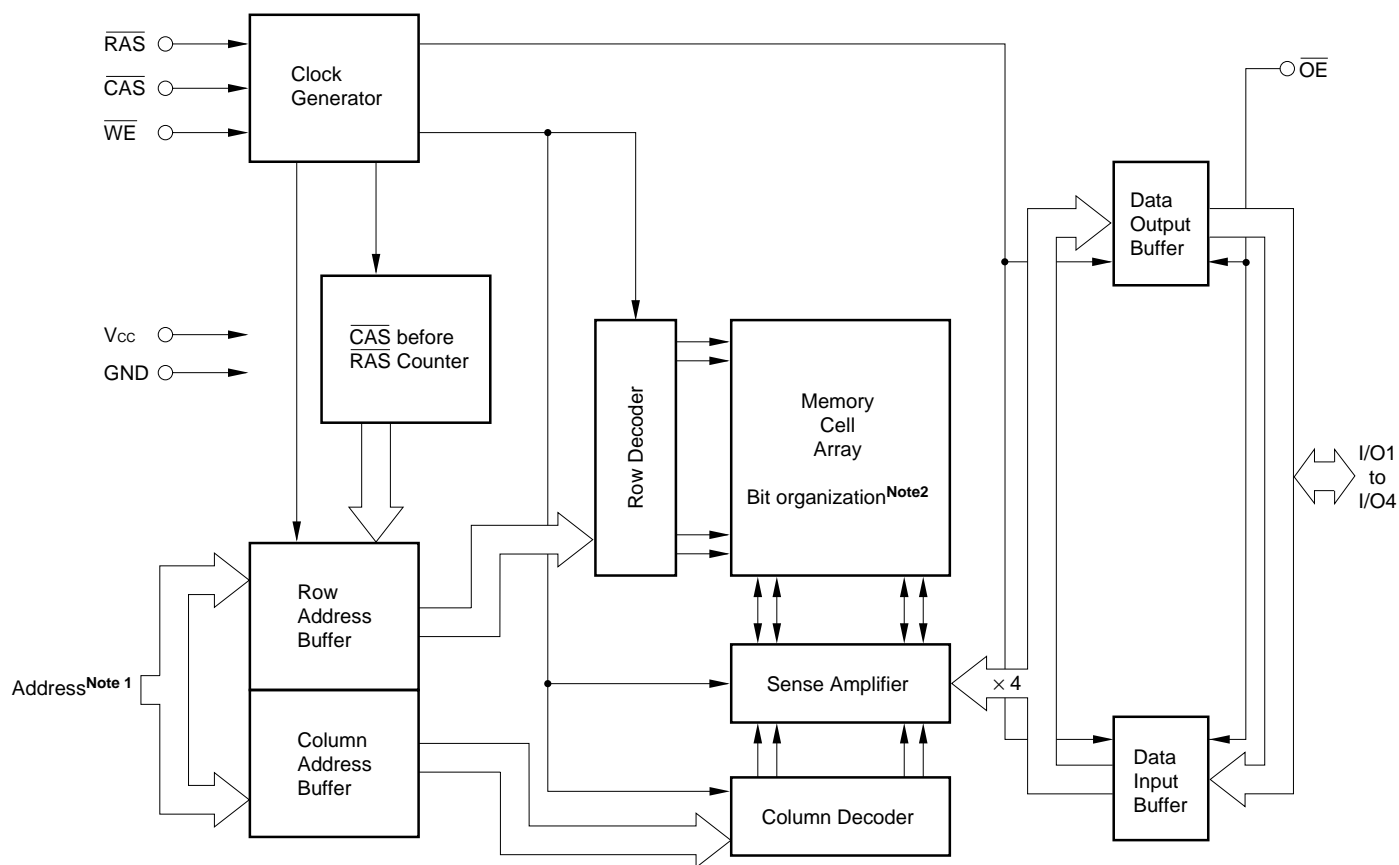 RAS
CAS
WE
Clock
Generator
OE
Data
Output
Buffer
VCC
GND
CAS before
RAS Counter
Row Decoder
Memory
Cell
Array
Bit organizationNote2
I/O1
to
I/O4
Row
Address
Buffer
AddressNote 1
Sense Amplifier
× 4
Column
Address
Buffer
Column Decoder
Data
Input
Buffer